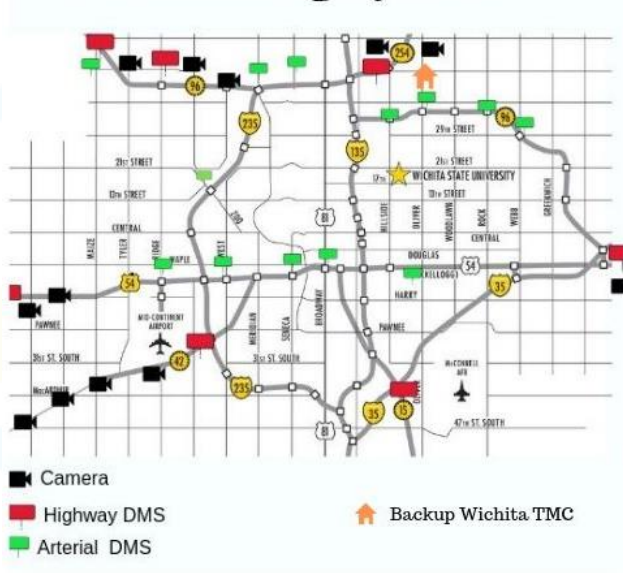 254
96
235
96
29TH STREET
135
21ST STREET
21ST STREET
17TH
WICHITA STATE UNIVERSITY
13TH STREET
13TH STREET
HILLSIDE
OLIVER
WOODLAWN
ROCK
WEBB
GREENWICH
81
CENTRAL
CENTRAL
MAIZE
TYLER
MAPLE
WEST
DOUGLAS
54
(KELLOGG)
54
35
HARRY
MERIDIAN
SENECA
BROADWAY
PAWNEE
PAWNEE
MID-CONTINENT
AIRPORT
31ST ST. SOUTH
31ST ST. SOUTH
42
McCONNELL
AFB
235
35
15
81
47TH ST. SOUTH
Camera
Highway DMS
Backup Wichita TMC
Arterial DMS